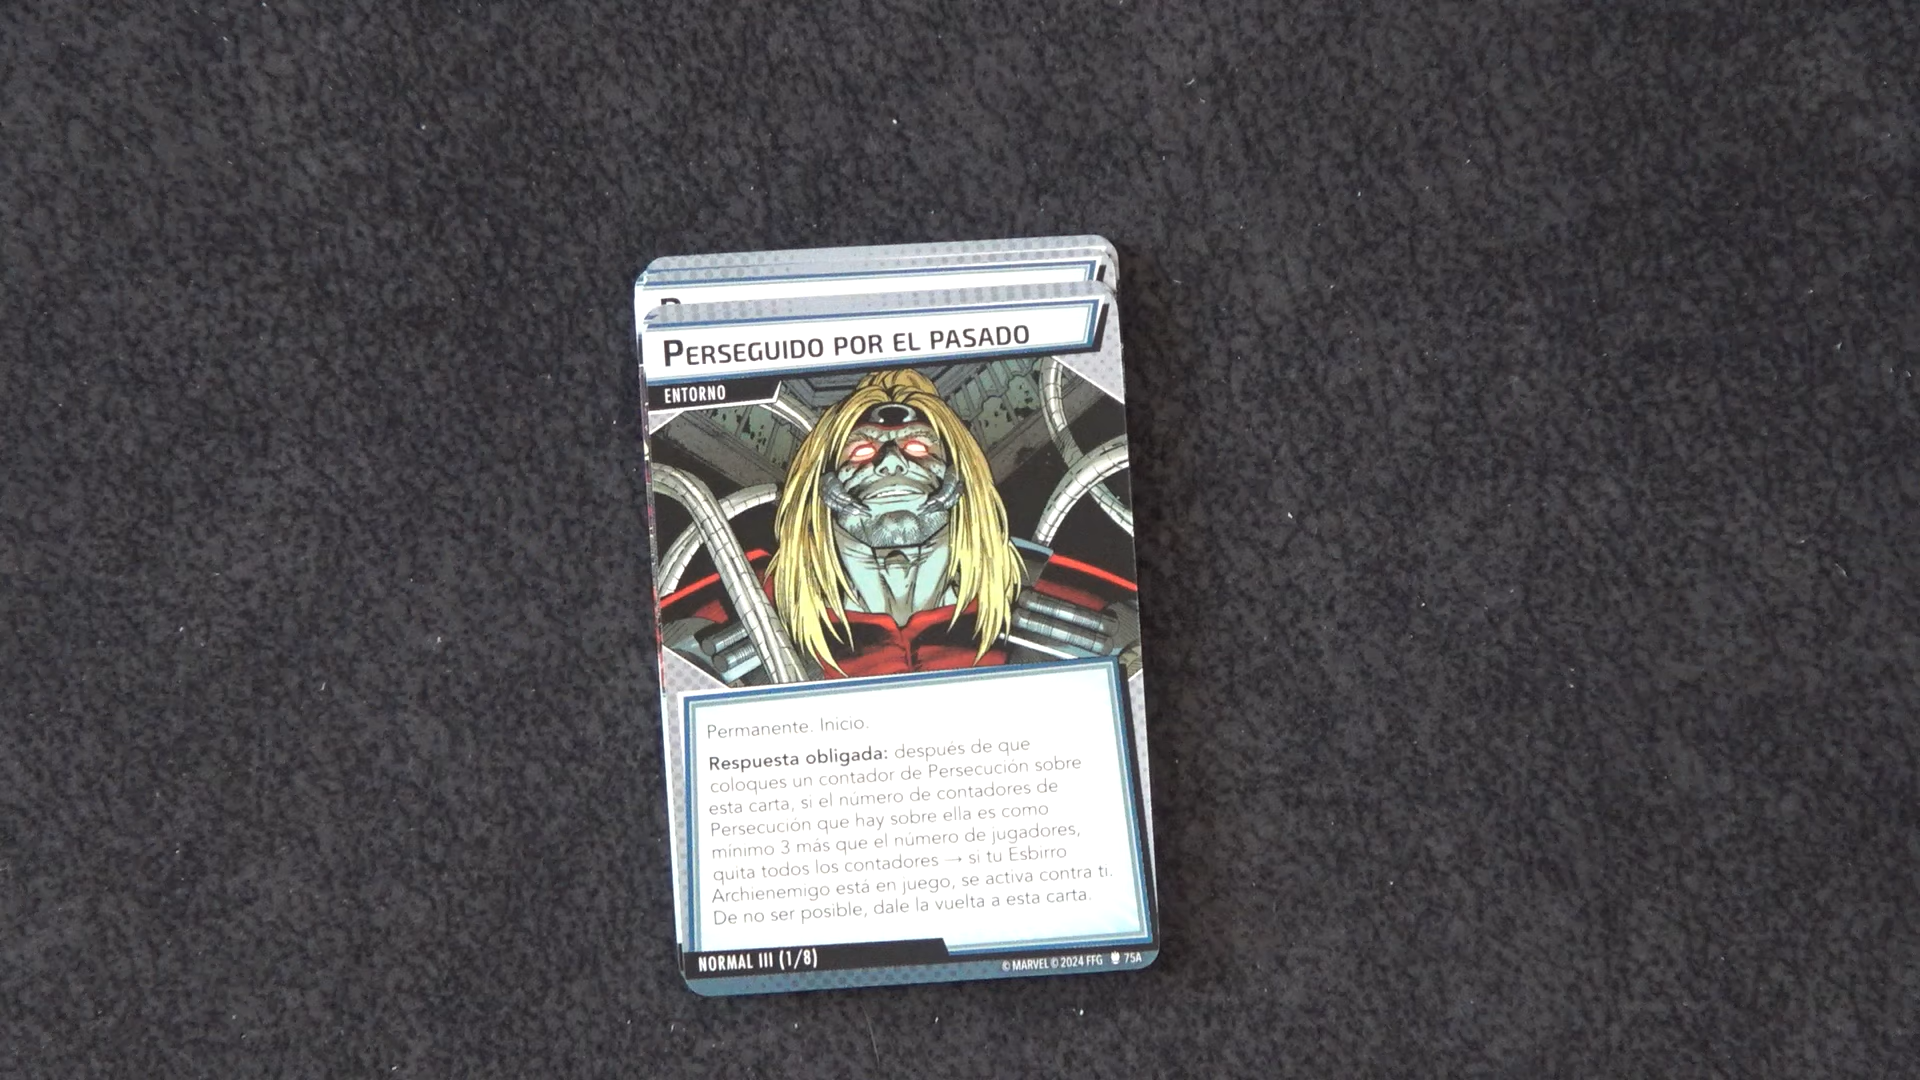 P
PERSEGUIDO POR EL PASADO
ENTORNO
Permanente. Inicio.
Respuesta obligada: después de que
coloques un contador de Persecución sobre
esta carta, si el número de contadores de
Persecución que hay sobre ella es como
mínimo 3 más que el número de jugadores,
quita todos los contadores → si tu Esbirro
Archienemigo está en juego, se activa contra ti.
De no ser posible, dale la vuelta a esta carta.
NORMAL III (1/8)
© MARVEL © 2024 FFG 75A